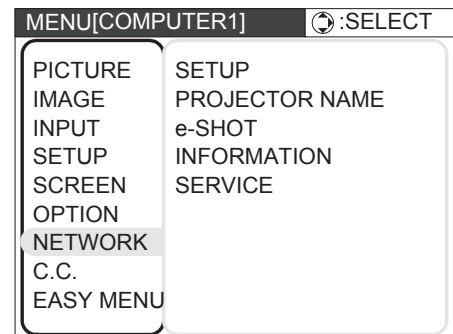 MENU[COMPUTER1] :SELECT
PICTURE
IMAGE
INPUT
SETUP
SCREEN
OPTION
NETWORK
C.C.
EASY MENU
SETUP
PROJECTOR NAME
e-SHOT
INFORMATION
SERVICE